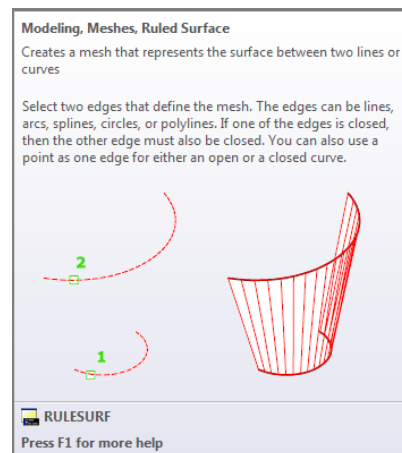 Modeling, Meshes, Ruled Surface
Creates a mesh that represents the surface between two lines or
curves
Select two edges that define the mesh. The edges can be lines,
arcs, splines, circles, or polylines. If one of the edges is closed,
then the other edge must also be closed. You can also use a
point as one edge for either an open or a closed curve.
2
1
RULESURF
Press F1 for more help